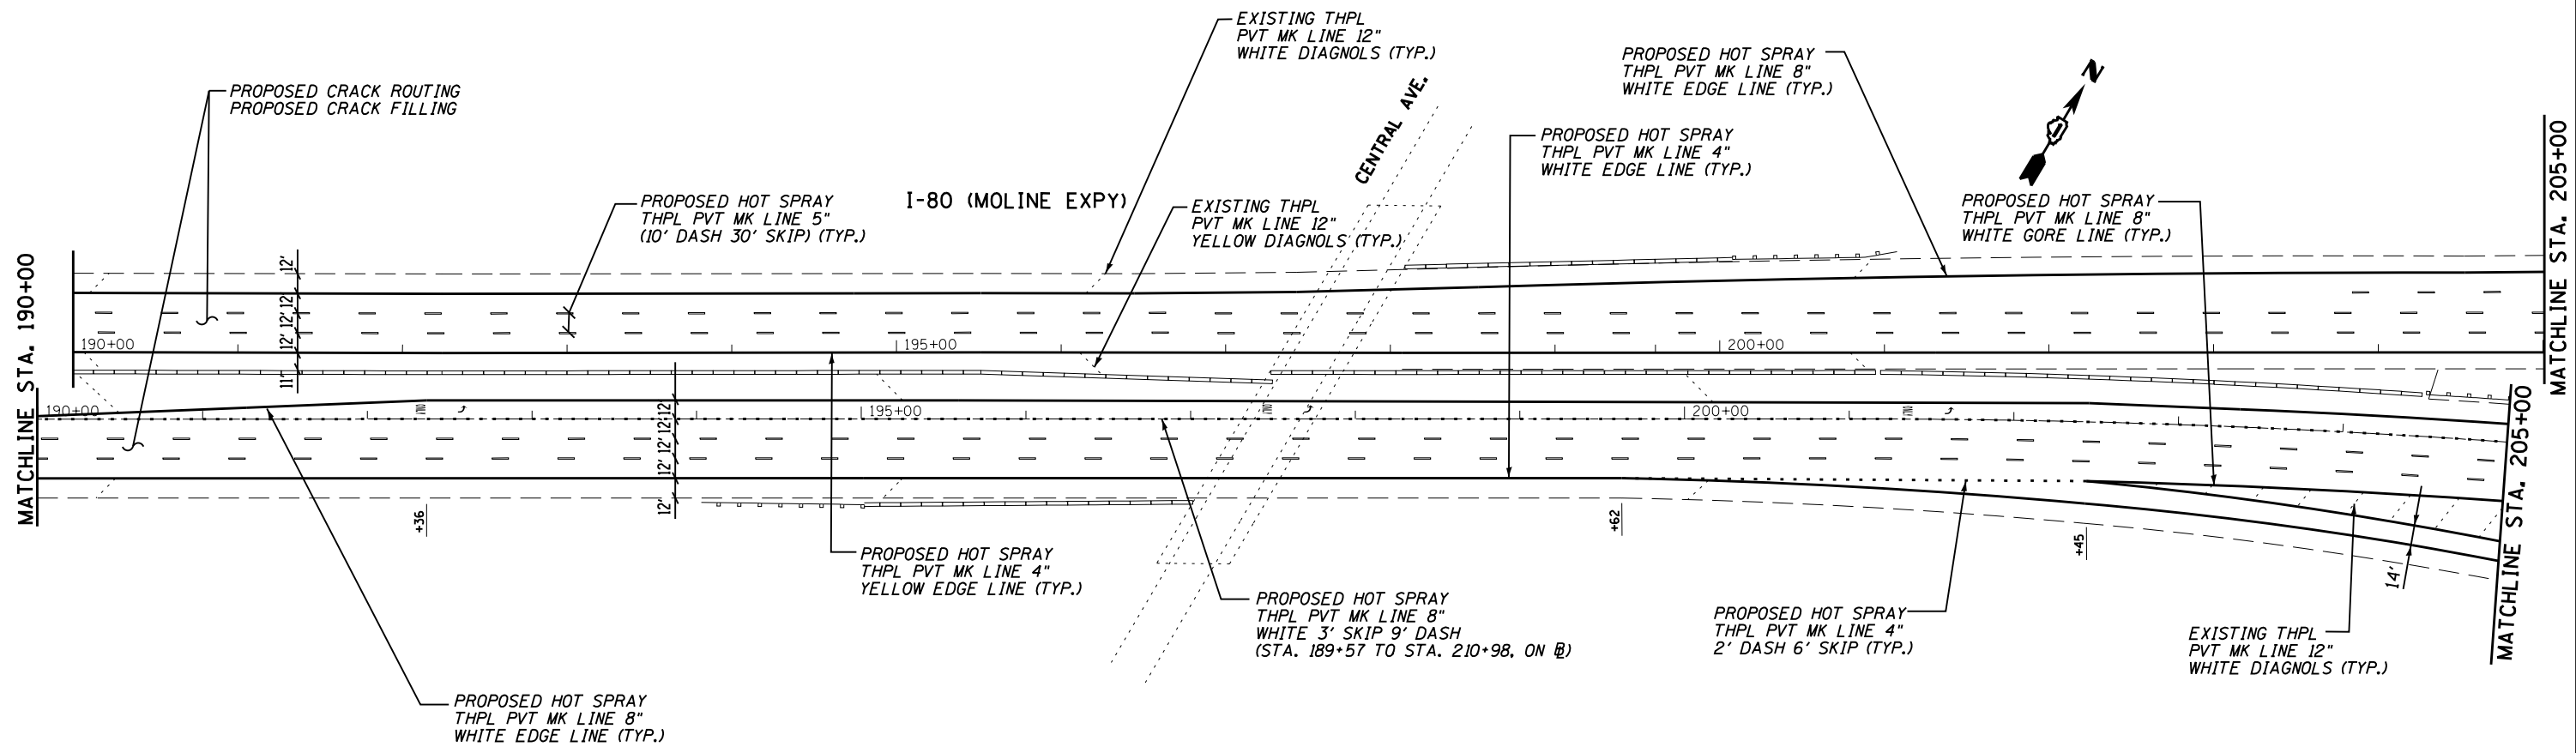 EXISTING THPL
PVT MK LINE 12"
WHITE DIAGNOLS (TYP.)
PROPOSED HOT SPRAY
THPL PVT MK LINE 8"
WHITE EDGE LINE (TYP.)
N
PROPOSED CRACK ROUTING
PROPOSED CRACK FILLING
CENTRAL AVE.
PROPOSED HOT SPRAY
THPL PVT MK LINE 4"
WHITE EDGE LINE (TYP.)
PROPOSED HOT SPRAY
THPL PVT MK LINE 5"
(10' DASH 30' SKIP) (TYP.)
I-80 (MOLINE EXPY)
EXISTING THPL
PVT MK LINE 12"
YELLOW DIAGNOLS (TYP.)
PROPOSED HOT SPRAY
THPL PVT MK LINE 8"
WHITE GORE LINE (TYP.)
MATCHLINE STA. 190+00
MATCHLINE STA. 205+00
12'
12'
12'
12'
11'
190+00
195+00
200+00
MATCHLINE STA. 190+00
MATCHLINE STA. 205+00
190+00
195+00
200+00
12'
12'
12'
12'
12'
+36
+62
+45
14'
PROPOSED HOT SPRAY
THPL PVT MK LINE 4"
YELLOW EDGE LINE (TYP.)
PROPOSED HOT SPRAY
THPL PVT MK LINE 8"
WHITE 3' SKIP 9' DASH
(STA. 189+57 TO STA. 210+98, ON BL)
PROPOSED HOT SPRAY
THPL PVT MK LINE 4"
2' DASH 6' SKIP (TYP.)
EXISTING THPL
PVT MK LINE 12"
WHITE DIAGNOLS (TYP.)
PROPOSED HOT SPRAY
THPL PVT MK LINE 8"
WHITE EDGE LINE (TYP.)